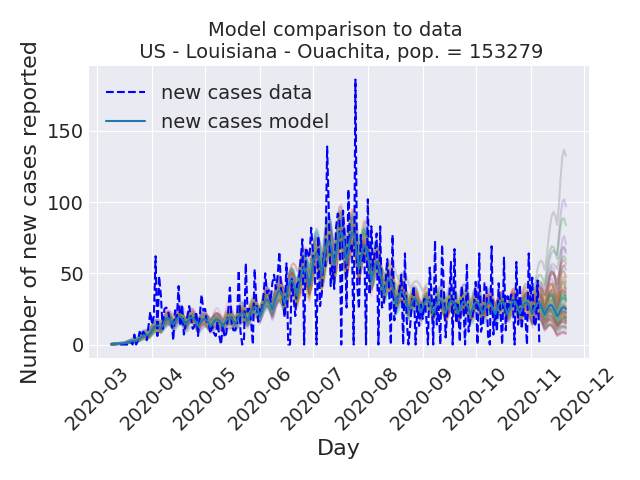 Model comparison to data
US - Louisiana - Ouachita, pop. = 153279
new cases data
new cases model
Number of new cases reported
150
100
50
0
2020-03
2020-04
2020-05
2020-06
2020-07
2020-08
2020-09
2020-10
2020-11
2020-12
Day